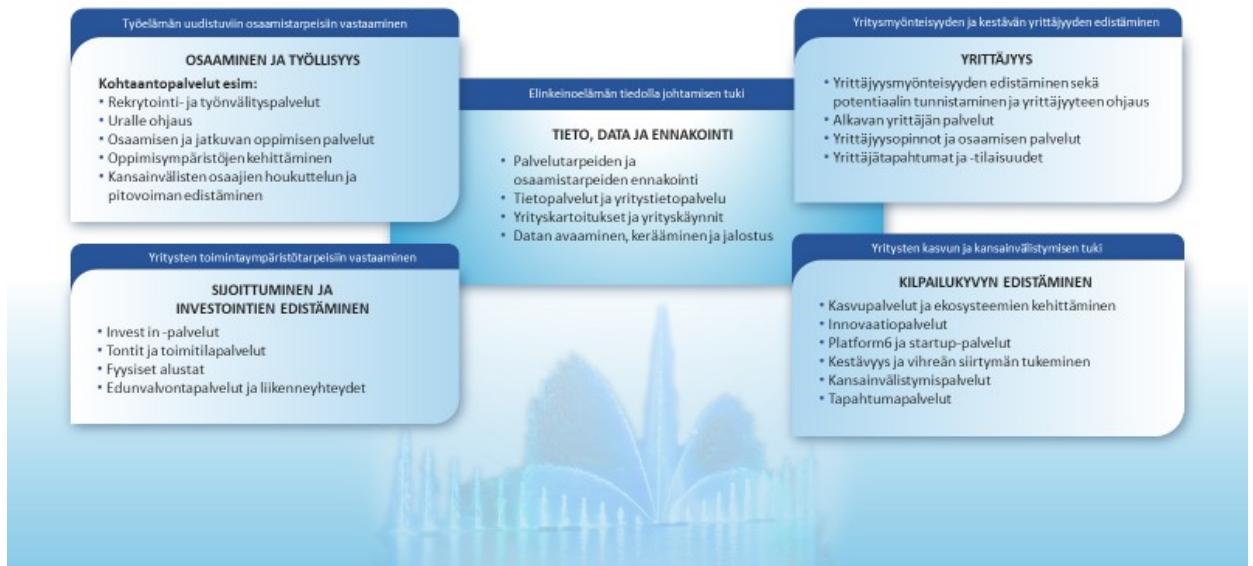 Työelämän uudistuviin osaamistarpeisiin vastaaminen
OSAAMINEN JA TYÖLLISYYS
Kohtaantopalvelut esim:
• Rekrytointi- ja työnvälityspalvelut
• Uralle ohjaus
• Osaamisen ja jatkuvan oppimisen palvelut
• Oppimisympäristöjen kehittäminen
• Kansainvälisten osaajien houkuttelun ja
pitovoiman edistäminen
Elinkeinoelämän tiedolla johtamisen tuki
TIETO, DATA JA ENNAKOINTI
• Palvelutarpeiden ja
osaamistarpeiden ennakointi
• Tietopalvelut ja yritystietopalvelu
• Yrityskartoitukset ja yrityskäynnit
• Datan avaaminen, kerääminen ja jalostus
Yritysmyönteisyyden ja kestävän yrittäjyyden edistäminen
YRITTÄJYYS
• Yrittäjyysmyönteisyyden edistäminen sekä
potentiaalin tunnistaminen ja yrittäjyyteen ohjaus
• Alkavan yrittäjän palvelut
• Yrittäjyysopinnot ja osaamisen palvelut
• Yrittäjätapahtumat ja -tilaisuudet
Yritysten toimintaympäristötarpeisiin vastaaminen
SIJOITTUMINEN JA
INVESTOINTIEN EDISTÄMINEN
• Invest in -palvelut
• Tontit ja toimitilapalvelut
• Fyysiset alustat
• Edunvalvontapalvelut ja liikenneyhteydet
Yritysten kasvun ja kansainvälistymisen tuki
KILPAILUKYVYN EDISTÄMINEN
• Kasvupalvelut ja ekosysteemien kehittäminen
• Innovaatiopalvelut
• Platform6 ja startup-palvelut
• Kestävyys ja vihreän siirtymän tukeminen
• Kansainvälistymispalvelut
• Tapahtumapalvelut